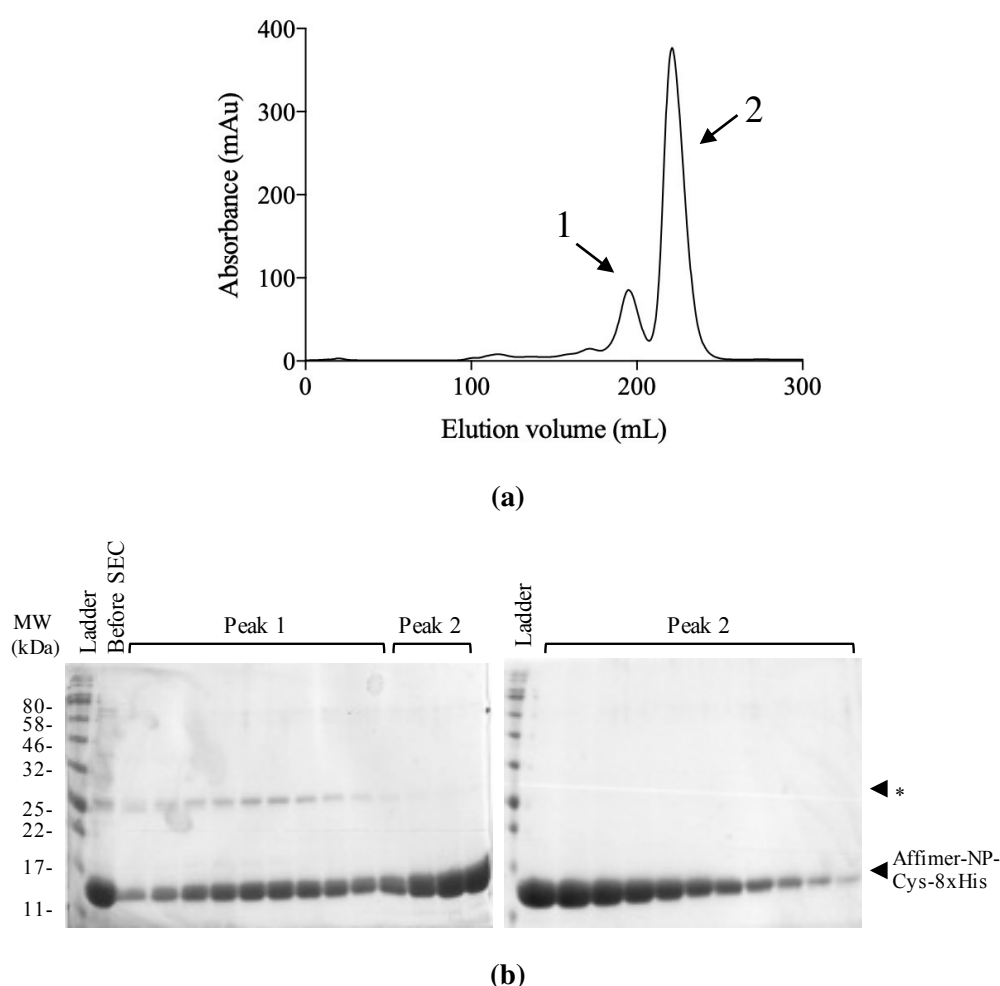 400
300
200
100
0
Absorbance (mAu)
1
2
0 100 200 300
Elution volume (mL)
(a)
MW
(kDa)
Ladder
Before SEC
Peak 1
Peak 2
Ladder
Peak 2
80-
58-
46-
32-
25-
22-
17-
11-
*
Affimer-NP-
Cys-8xHis
(b)